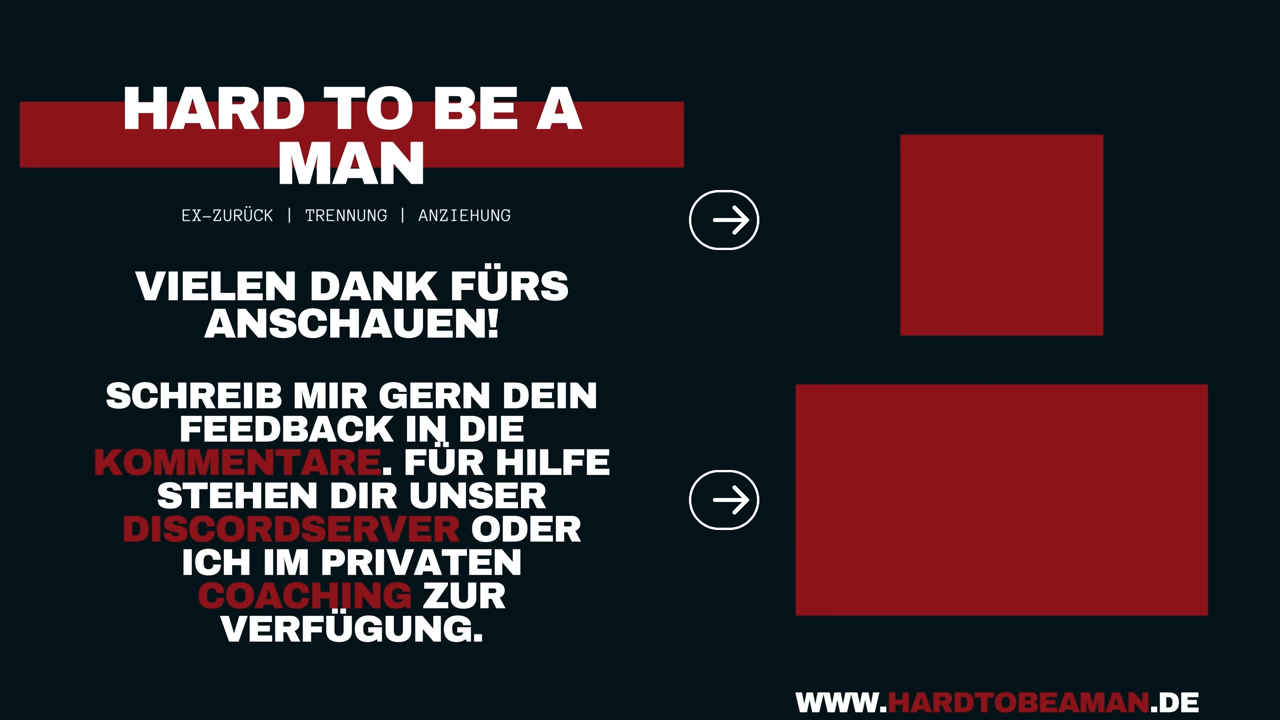 HARD TO BE A
MAN
EX-ZURÜCK | TRENNUNG | ANZIEHUNG
VIELEN DANK FÜRS
ANSCHAUEN!
SCHREIB MIR GERN DEIN
FEEDBACK IN DIE
KOMMENTARE. FÜR HILFE
STEHEN DIR UNSER
DISCORDSERVER ODER
ICH IM PRIVATEN
COACHING ZUR
VERFÜGUNG.
WWW.HARDTOBEAMAN.DE